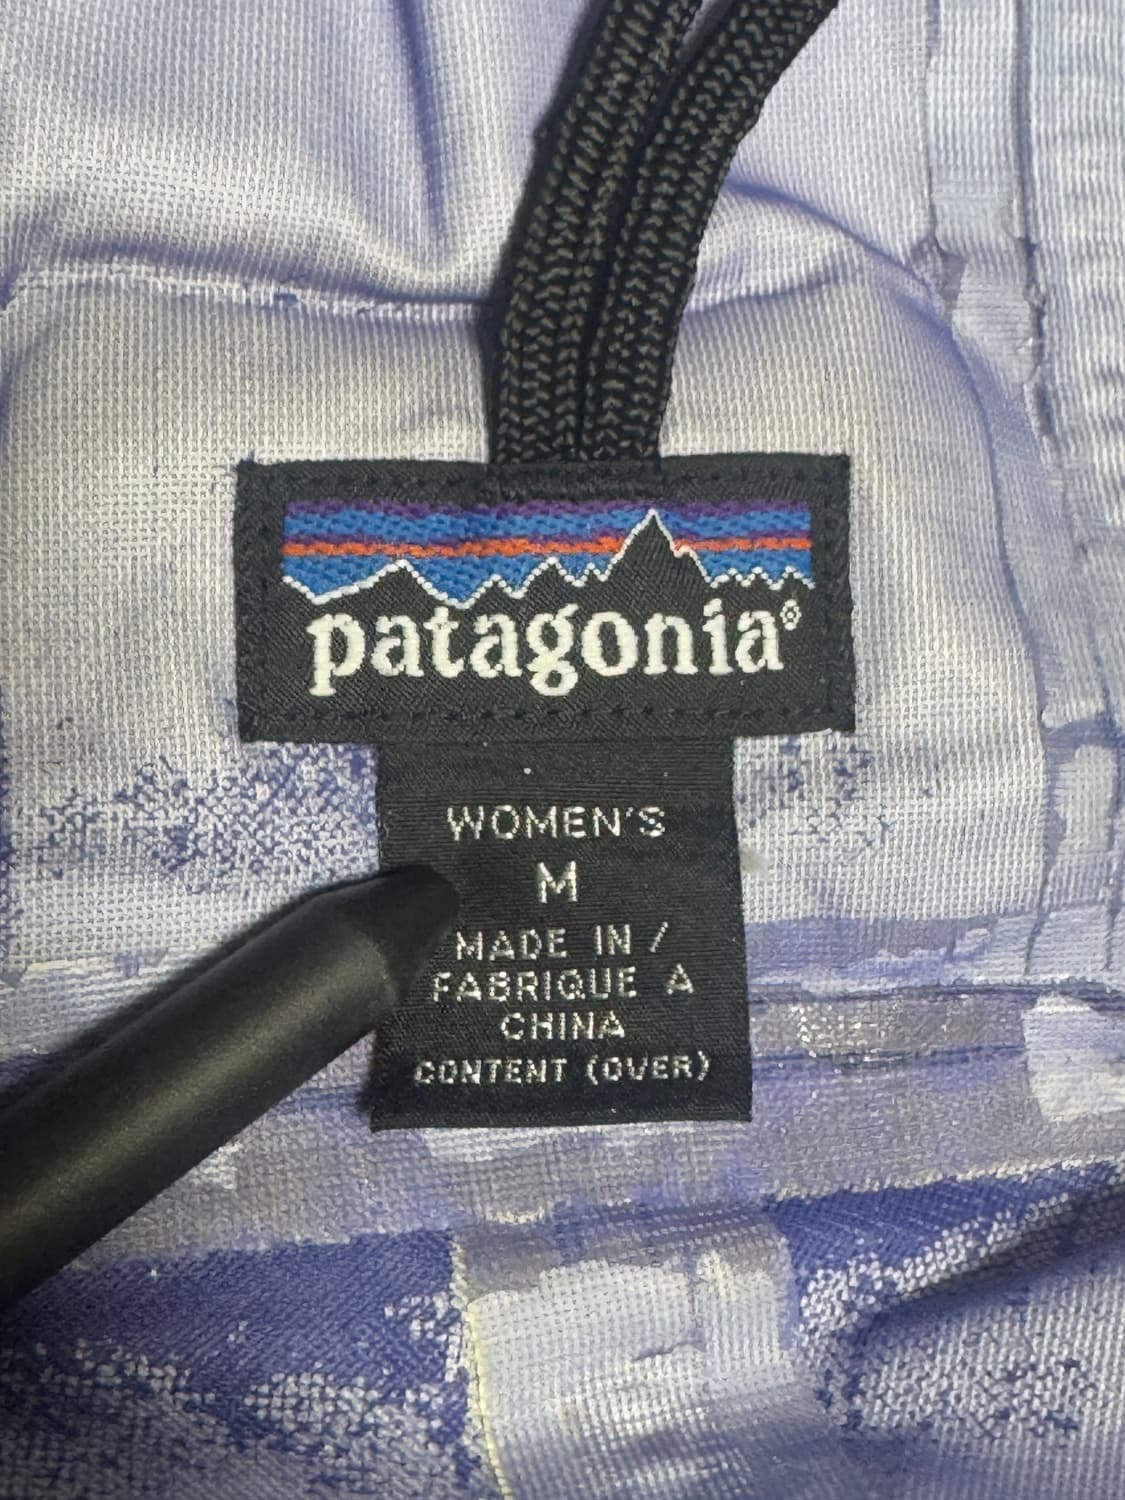 patagonia®
WOMEN'S
M
MADE IN /
FABRIQUE A
CHINA
CONTENT (OVER)